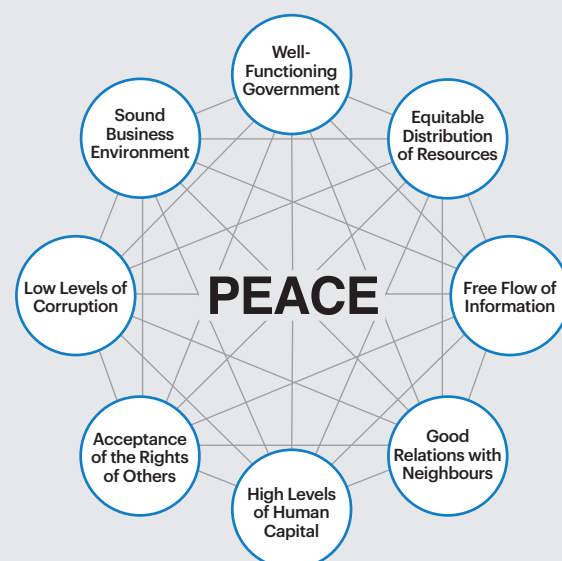 Well-
Functioning
Government
Sound
Business
Environment
Equitable
Distribution
of Resources
Low Levels of
Corruption
PEACE
Free Flow of
Information
Acceptance
of the Rights
of Others
Good
Relations with
Neighbours
High Levels
of Human
Capital